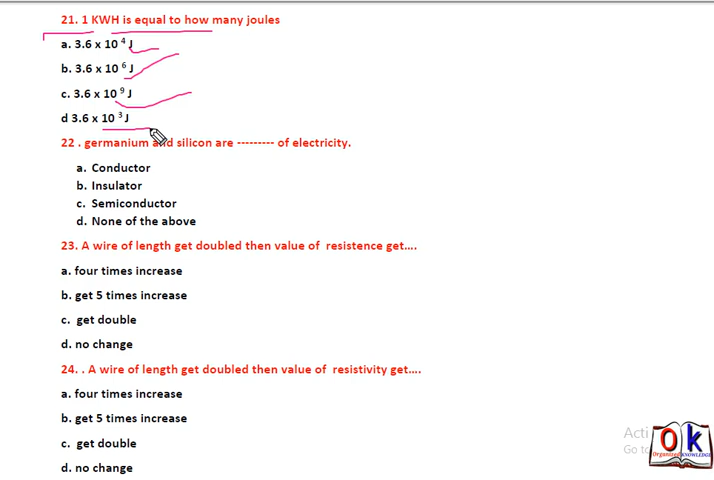 21. 1 KWH is equal to how many joules
a. 3.6 x 10 ⁴ J
b. 3.6 x 10 ⁶ J
c. 3.6 x 10 ⁹ J
d 3.6 x 10 ³ J
22 . germanium and silicon are --------- of electricity.
a. Conductor
b. Insulator
c. Semiconductor
d. None of the above
23. A wire of length get doubled then value of resistence get....
a. four times increase
b. get 5 times increase
c. get double
d. no change
24. . A wire of length get doubled then value of resistivity get....
a. four times increase
b. get 5 times increase
c. get double
d. no change
Acti
Go to
Ok
Organized KNOWLEDGE